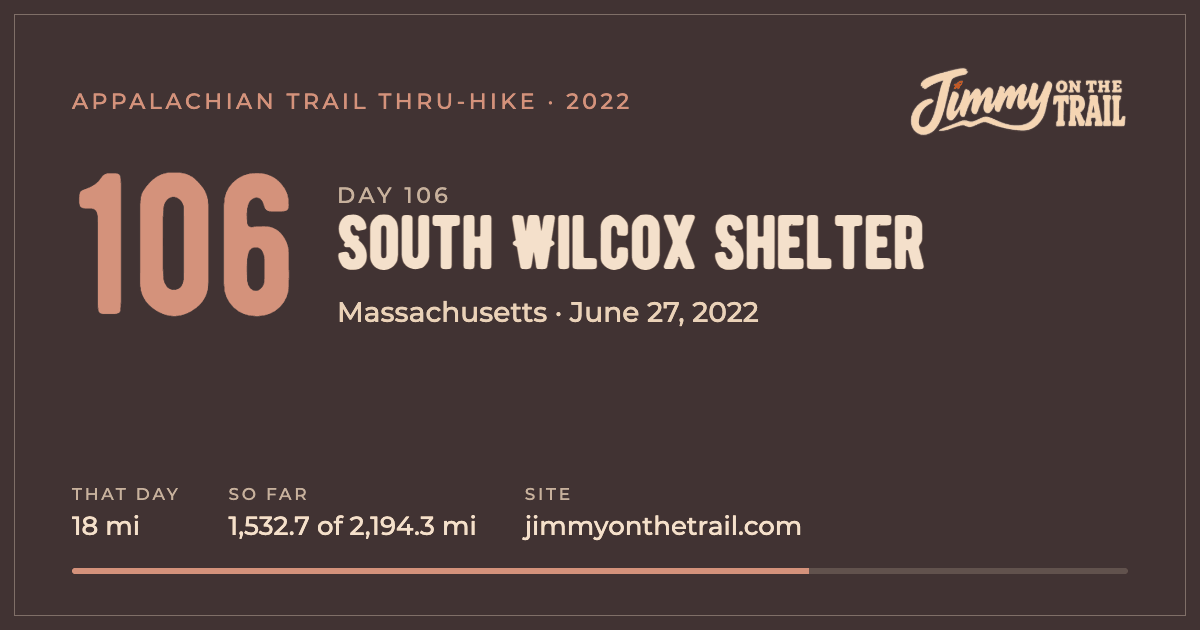 APPALACHIAN TRAIL THRU-HIKE · 2022
Jimmy ON THE TRAIL
106
DAY 106
SOUTH WILCOX SHELTER
Massachusetts · June 27, 2022
THAT DAY
18 mi
SO FAR
1,532.7 of 2,194.3 mi
SITE
jimmyonthetrail.com